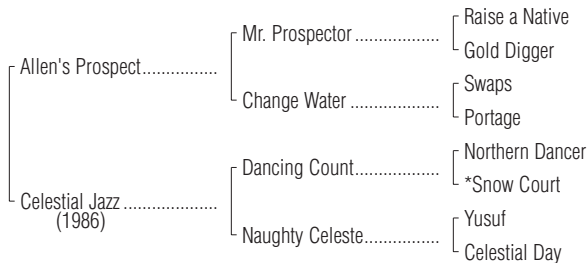 Raise a Native
Mr. Prospector ....................
Gold Digger
Allen's Prospect..................
Swaps
Change Water ......................
Portage
Northern Dancer
Dancing Count....................
*Snow Court
Celestial Jazz ......................
(1986)
Yusuf
Naughty Celeste..................
Celestial Day